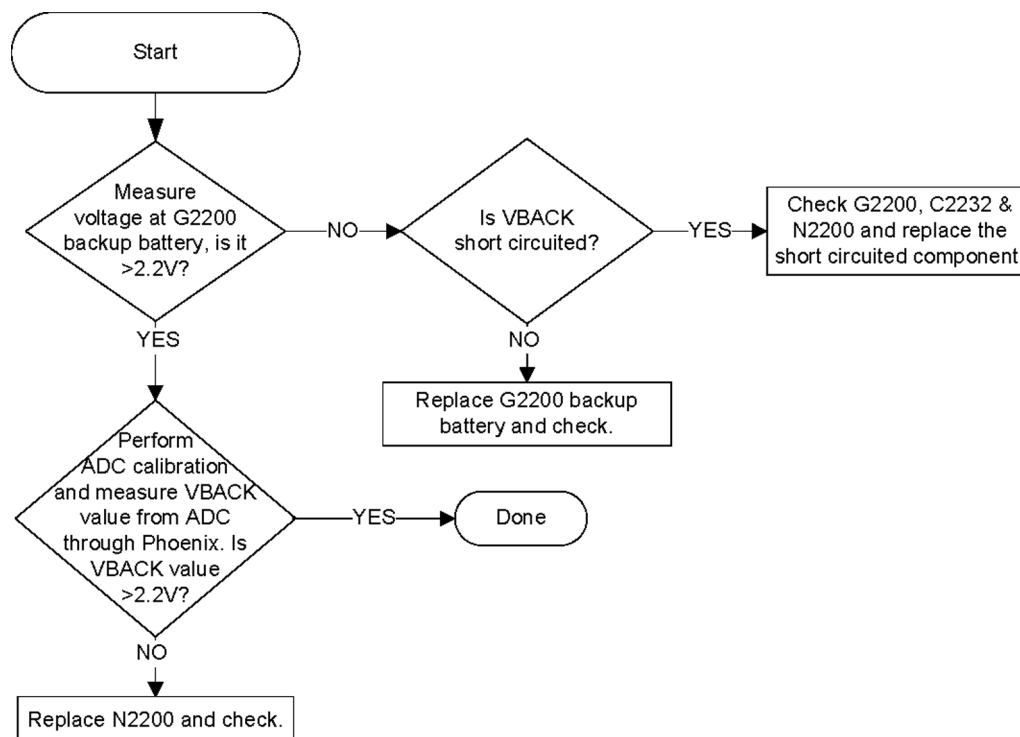 Start
Measure
voltage at G2200
backup battery, is it
>2.2V?
NO
Is VBACK
short circuited?
YES
Check G2200, C2232 &
N2200 and replace the
short circuited component.
YES
NO
Replace G2200 backup
battery and check.
Perform
ADC calibration
and measure VBACK
value from ADC
through Phoenix. Is
VBACK value
>2.2V?
YES
Done
NO
Replace N2200 and check.